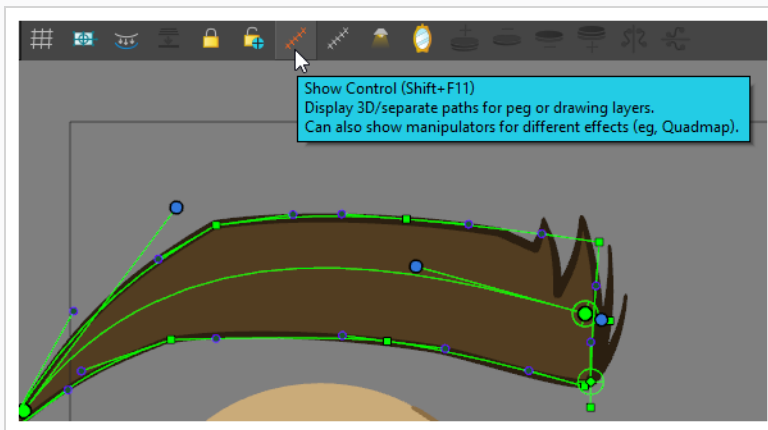 Show Control (Shift+F11)
Display 3D/separate paths for peg or drawing layers.
Can also show manipulators for different effects (eg, Quadmap).